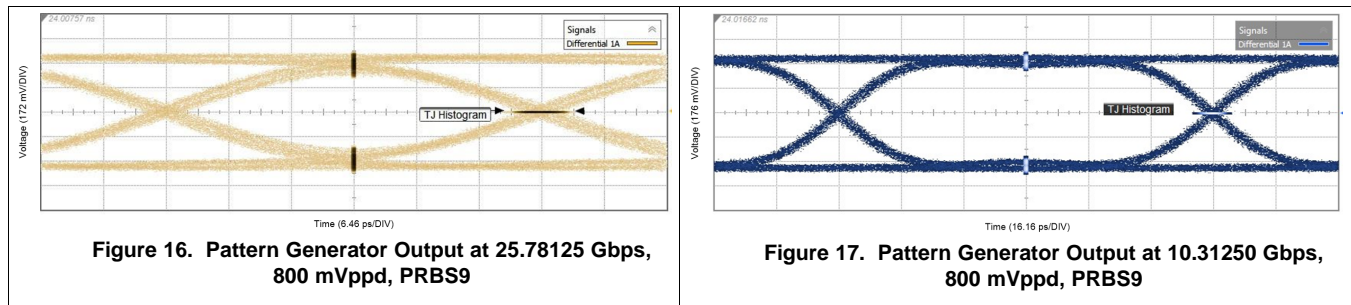 24.00757 ns
Signals
Differential 1A
Voltage (172 mV/DIV)
TJ Histogram
Time (6.46 ps/DIV)
Figure 16. Pattern Generator Output at 25.78125 Gbps,
800 mVppd, PRBS9
24.01662 ns
Signals
Differential 1A
Voltage (176 mV/DIV)
TJ Histogram
Time (16.16 ps/DIV)
Figure 17. Pattern Generator Output at 10.31250 Gbps,
800 mVppd, PRBS9